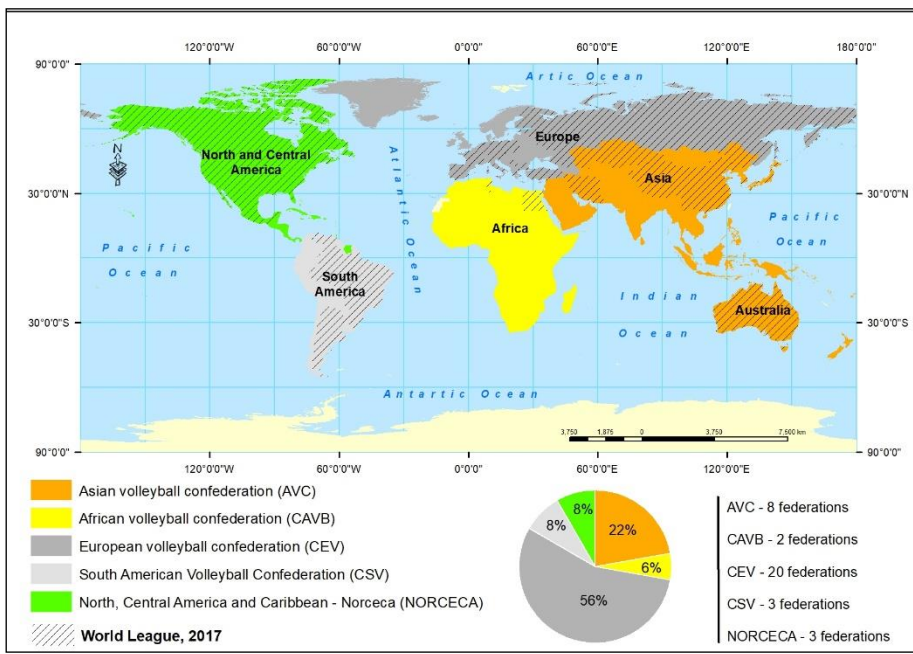 120°0'0"W 60°0'0"W 0°0'0" 60°0'0"E 120°0'0"E 180°0'0"
90°0'0" 90°0'0"
Artic Ocean
Europe
N
North and Central
America
Asia
Atlantic Ocean
30°0'0"N 30°0'0"N
Africa
Pacific
Ocean
Pacific
Ocean
South
America
Indian
Ocean
Australia
30°0'0"S 30°0'0"S
Antartic Ocean
3,750 1,875 0 3,750 7,500 km
90°0'0" 90°0'0"
120°0'0"W 60°0'0"W 0°0'0" 60°0'0"E 120°0'0"E
Asian volleyball confederation (AVC)
African volleyball confederation (CAVB)
European volleyball confederation (CEV)
South American Volleyball Confederation (CSV)
North, Central America and Caribbean - Norceca (NORCECA)
World League, 2017
8%
22%
8%
6%
56%
AVC - 8 federations
CAVB - 2 federations
CEV - 20 federations
CSV - 3 federations
NORCECA - 3 federations